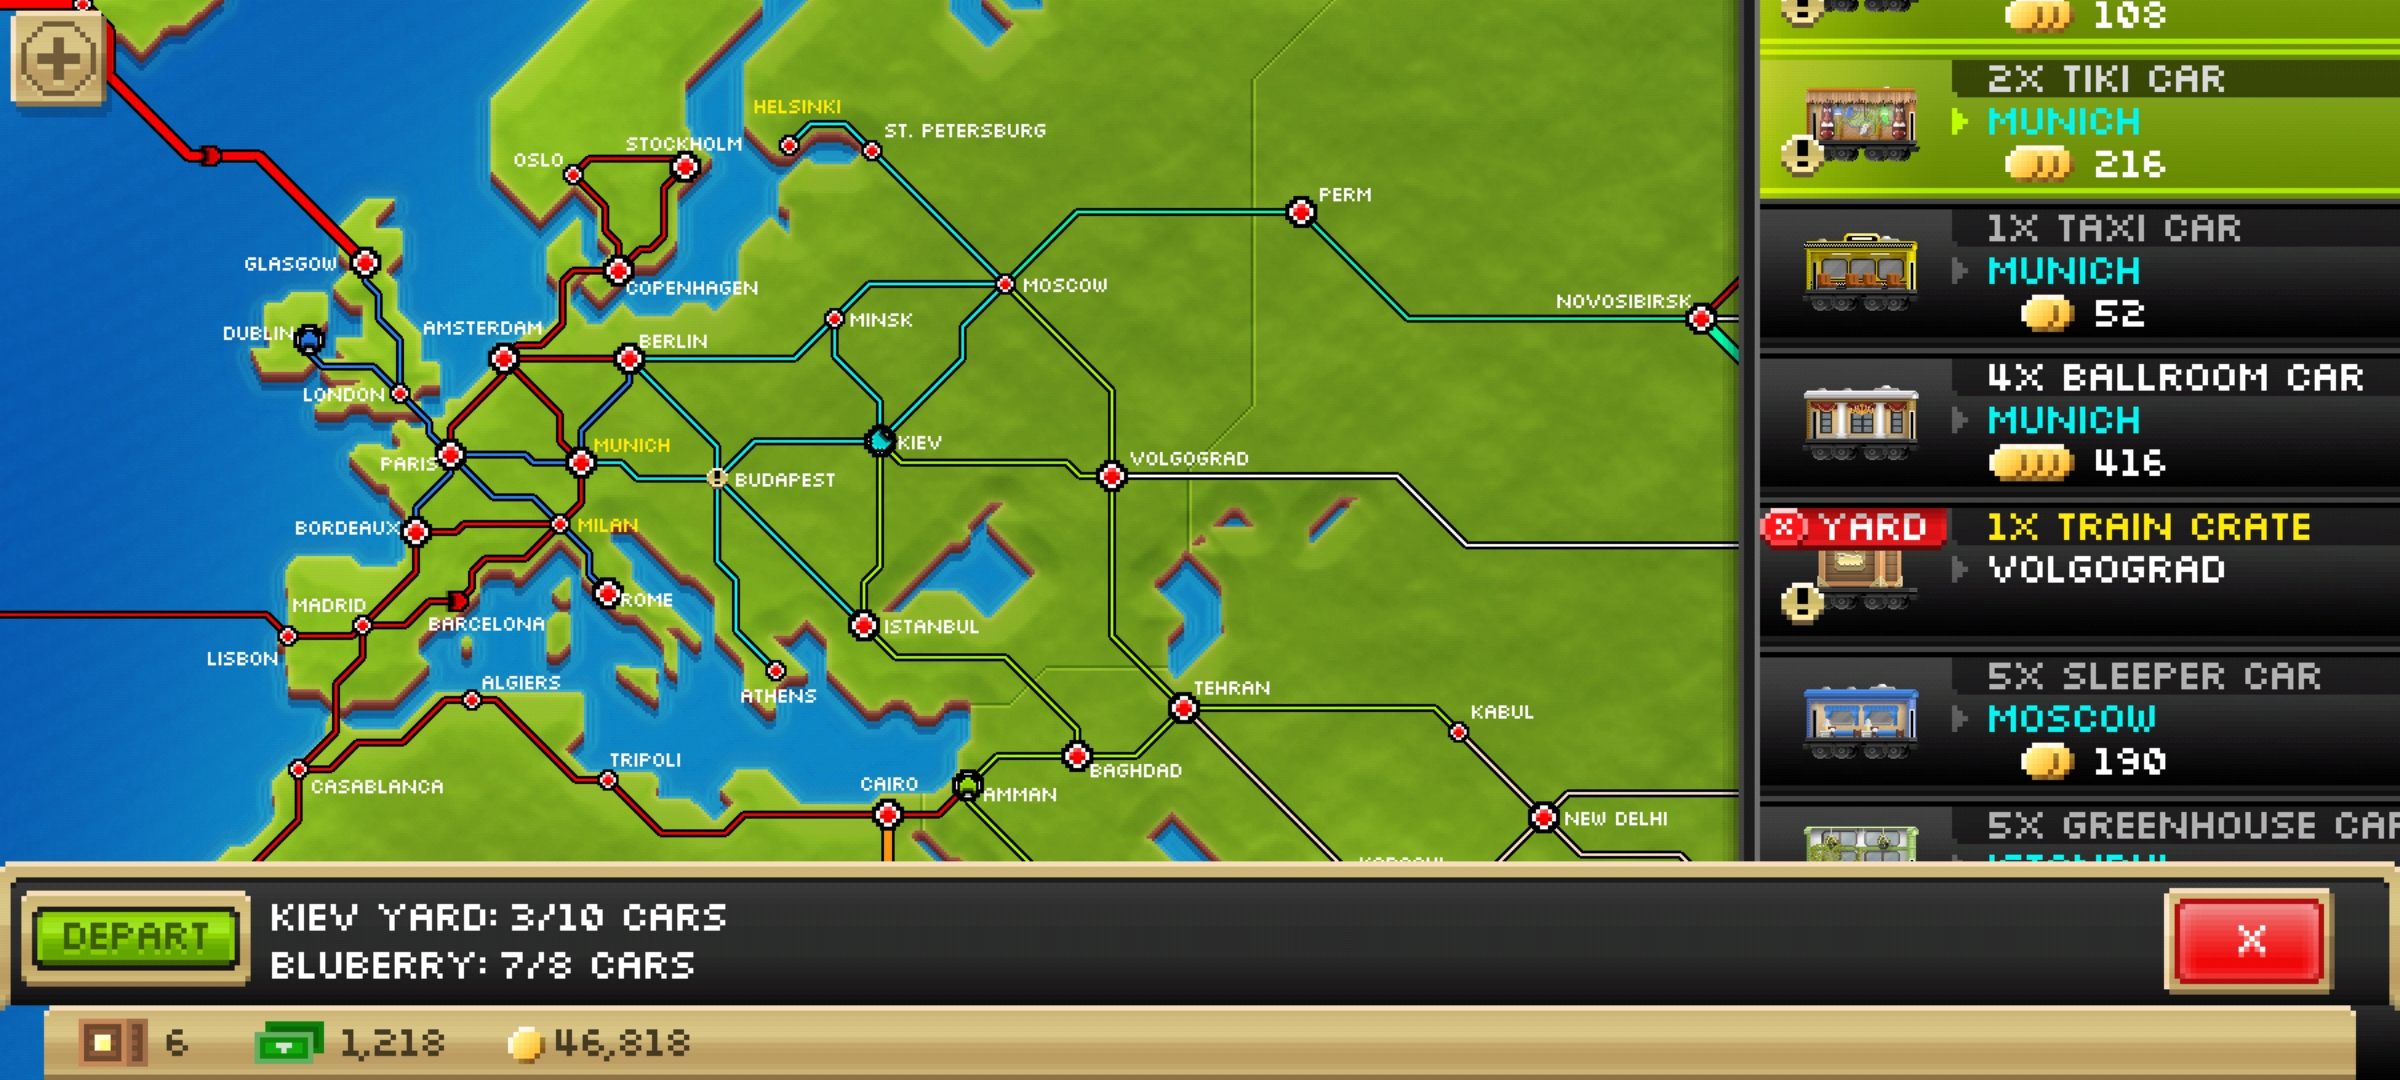 108
2X TIKI CAR
MUNICH
216
1X TAXI CAR
MUNICH
52
4X BALLROOM CAR
MUNICH
416
YARD
1X TRAIN CRATE
VOLGOGRAD
5X SLEEPER CAR
MOSCOW
190
5X GREENHOUSE CAR
ISTANBUL
HELSINKI
ST. PETERSBURG
STOCKHOLM
OSLO
PERM
GLASGOW
COPENHAGEN
MOSCOW
NOVOSIBIRSK
DUBLIN
AMSTERDAM
BERLIN
MINSK
LONDON
MUNICH
KIEV
PARIS
VOLGOGRAD
BUDAPEST
BORDEAUX
MILAN
MADRID
ROME
BARCELONA
ISTANBUL
LISBON
ALGIERS
ATHENS
TEHRAN
KABUL
TRIPOLI
CASABLANCA
CAIRO
BAGHDAD
AMMAN
NEW DELHI
DEPART
KIEV YARD: 3/10 CARS
BLUBERRY: 7/8 CARS
X
6
1,218
46,818